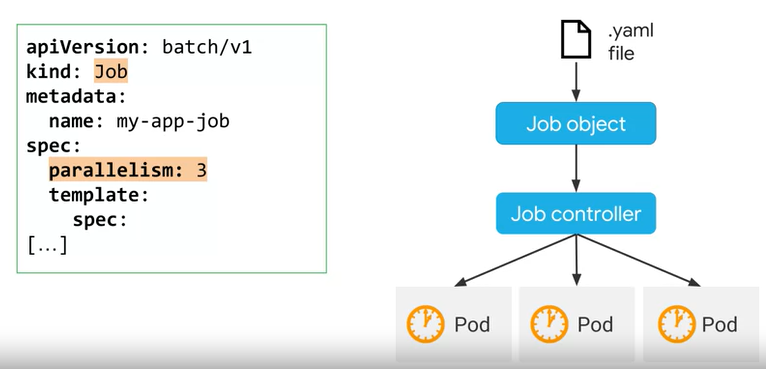 apiVersion: batch/v1
kind: Job
metadata:
  name: my-app-job
spec:
  parallelism: 3
  template:
    spec:
[...]
.yaml
file
Job object
Job controller
Pod
Pod
Pod